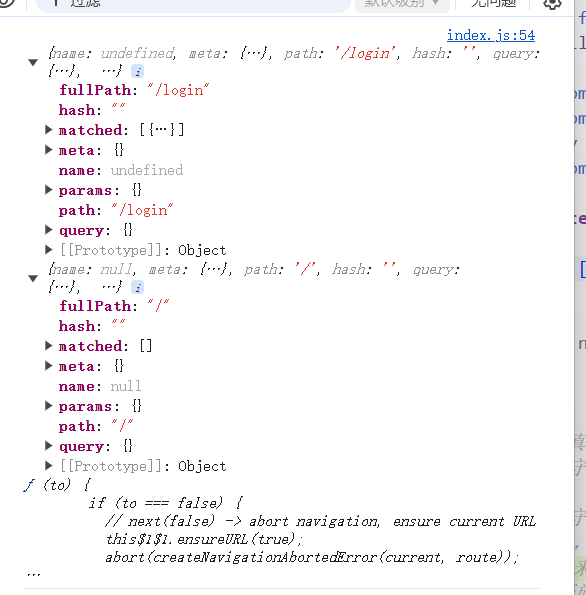 过滤
默认级别 ▼
无问题
index.js:54
▼ {name: undefined, meta: {…}, path: '/login', hash: '', query:
{…}, …} i
fullPath: "/login"
hash: ""
▶ matched: [{…}]
▶ meta: {}
name: undefined
▶ params: {}
path: "/login"
▶ query: {}
▶ [[Prototype]]: Object
▼ {name: null, meta: {…}, path: '/', hash: '', query:
{…}, …} i
fullPath: "/"
hash: ""
▶ matched: []
▶ meta: {}
name: null
▶ params: {}
path: "/"
▶ query: {}
▶ [[Prototype]]: Object
ƒ (to) {
if (to === false) {
// next(false) -> abort navigation, ensure current URL
this$1$1.ensureURL(true);
abort(createNavigationAbortedError(current, route));
…